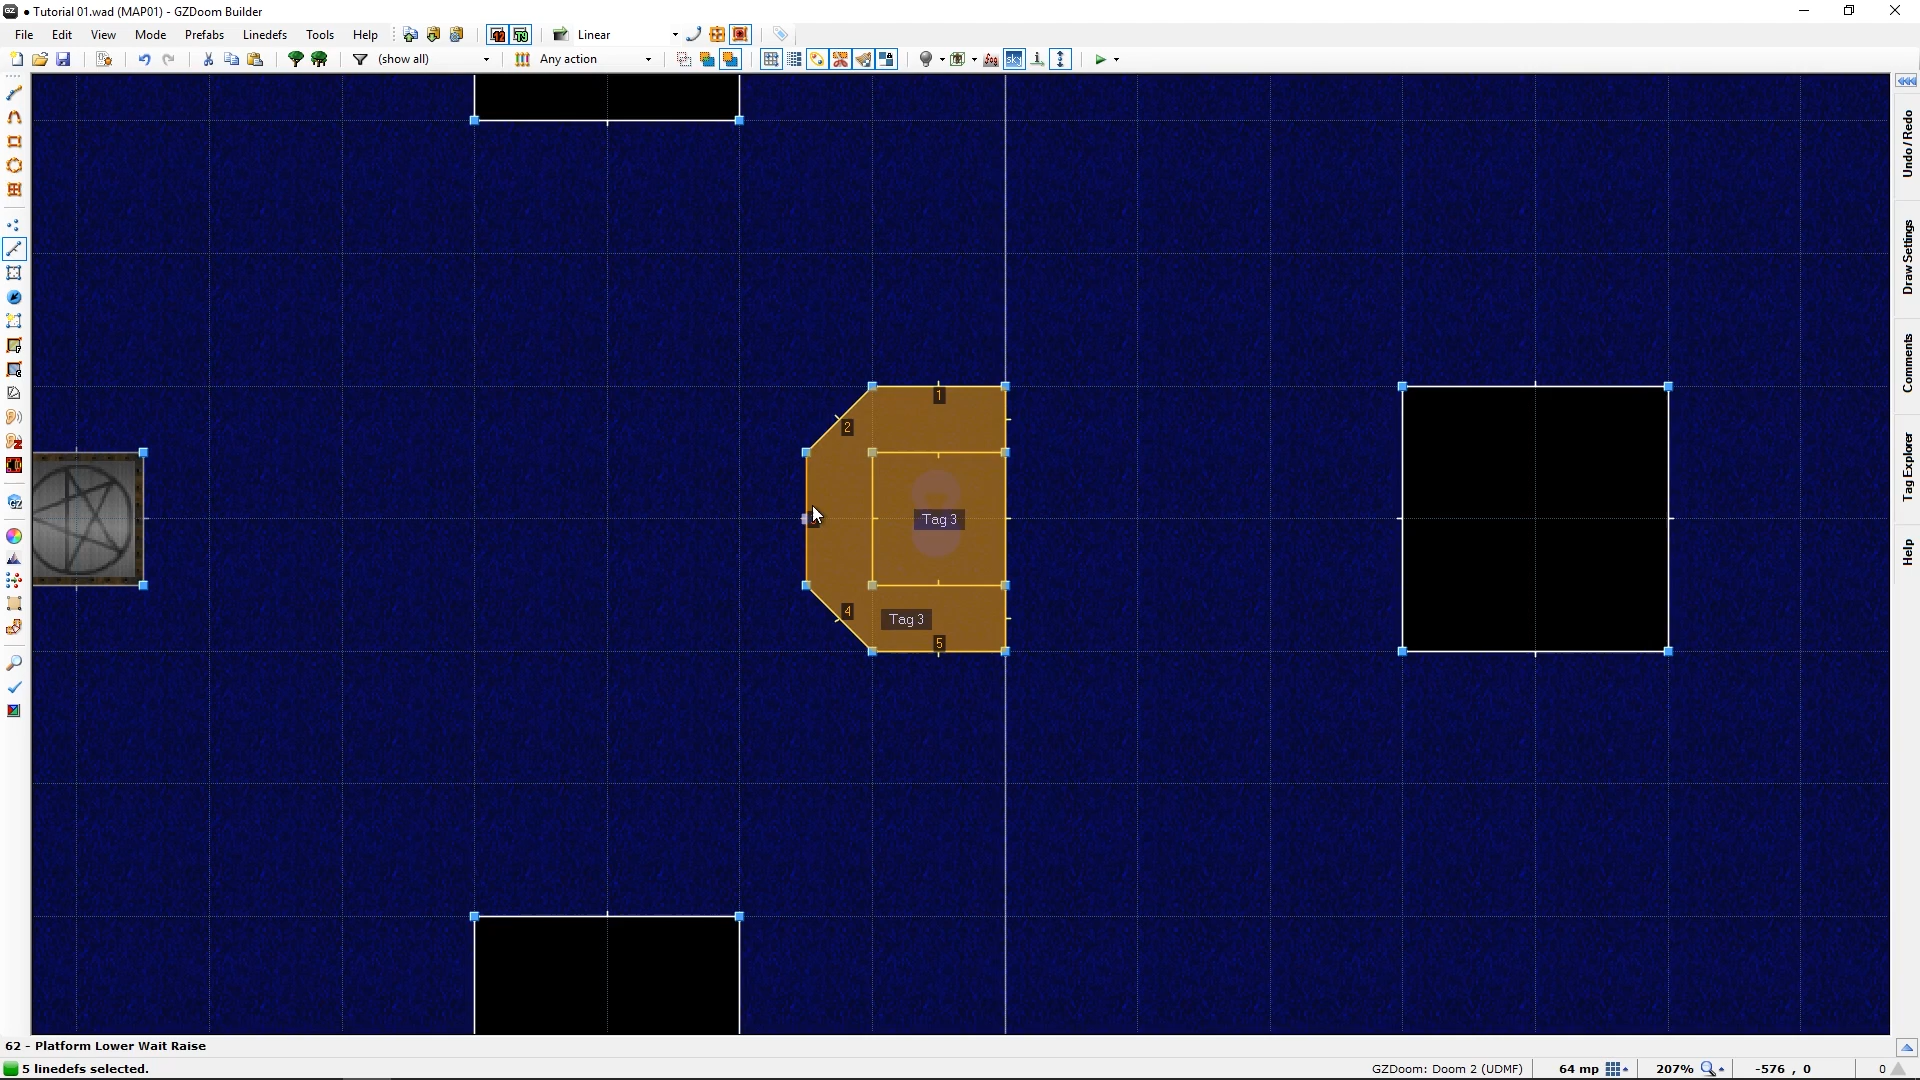 GZ • Tutorial 01.wad (MAP01) - GZDoom Builder
File Edit View Mode Prefabs Linedefs Tools Help Linear
(show all) Any action sky
Undo / Redo
Draw Settings
Comments
Tag Explorer
Help
1
2
Tag 3
4
Tag 3
5
62 - Platform Lower Wait Raise
5 linedefs selected. GZDoom: Doom 2 (UDMF) 64 mp 207% -576 , 0 0